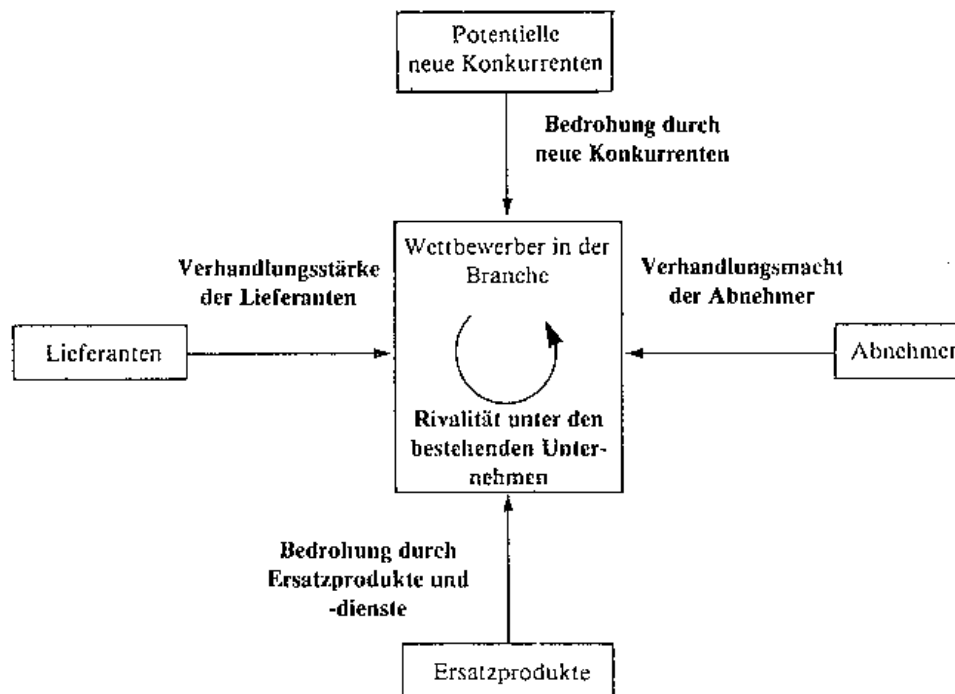 Potentielle
neue Konkurrenten
Bedrohung durch
neue Konkurrenten
Wettbewerber in der
Branche
Verhandlungsstärke
der Lieferanten
Verhandlungsmacht
der Abnehmer
Lieferanten
Abnehmer
Rivalität unter den
bestehenden Unter-
nehmen
Bedrohung durch
Ersatzprodukte und
-dienste
Ersatzprodukte